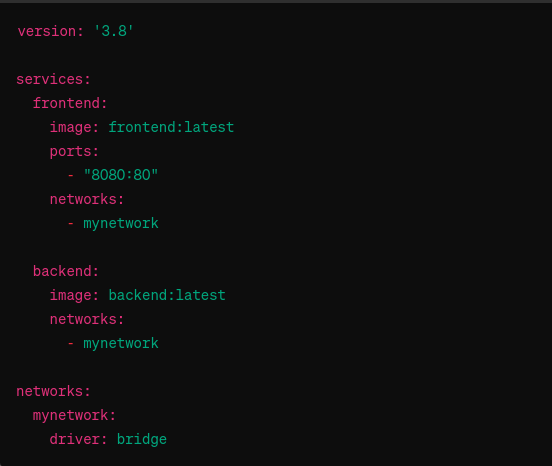 version: '3.8'

services:
  frontend:
    image: frontend:latest
    ports:
      - "8080:80"
    networks:
      - mynetwork

  backend:
    image: backend:latest
    networks:
      - mynetwork

networks:
  mynetwork:
    driver: bridge